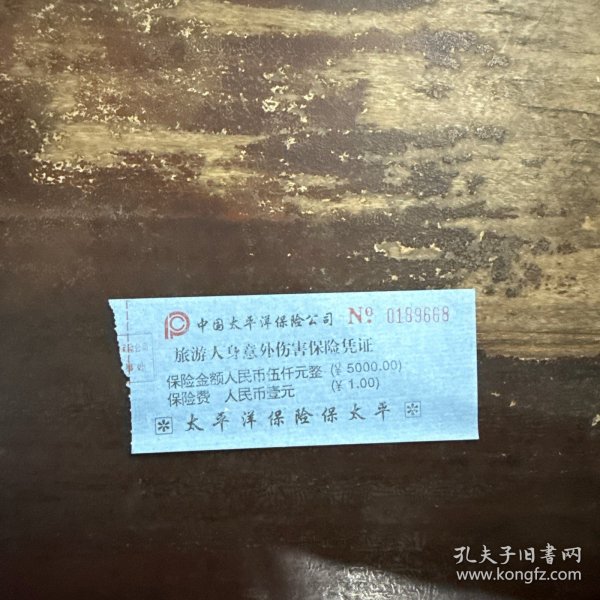 中国太平洋保险公司 No 0189668
旅游人身意外伤害保险凭证
保险金额人民币伍仟元整 (¥ 5000.00)
保险费 人民币壹元 (¥ 1.00)
太平洋保险保太平
孔夫子旧书网
www.kongfz.com